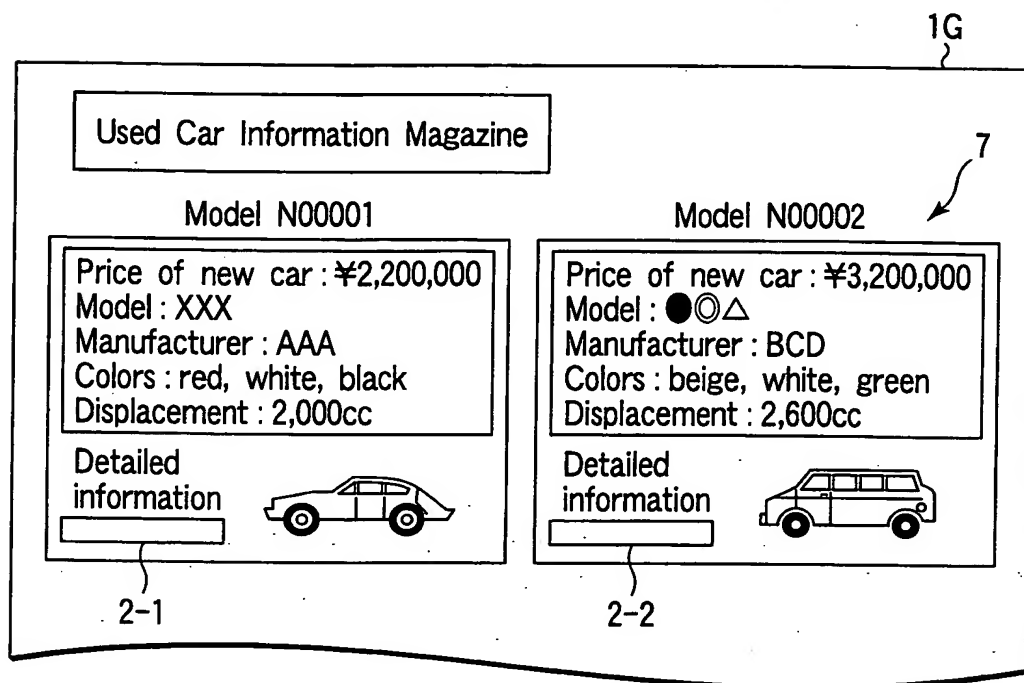 1G
Used Car Information Magazine
7
Model N00001
Price of new car : ¥2,200,000
Model : XXX
Manufacturer : AAA
Colors : red, white, black
Displacement : 2,000cc
Detailed
information
2-1
Model N00002
Price of new car : ¥3,200,000
Model : ●◎△
Manufacturer : BCD
Colors : beige, white, green
Displacement : 2,600cc
Detailed
information
2-2